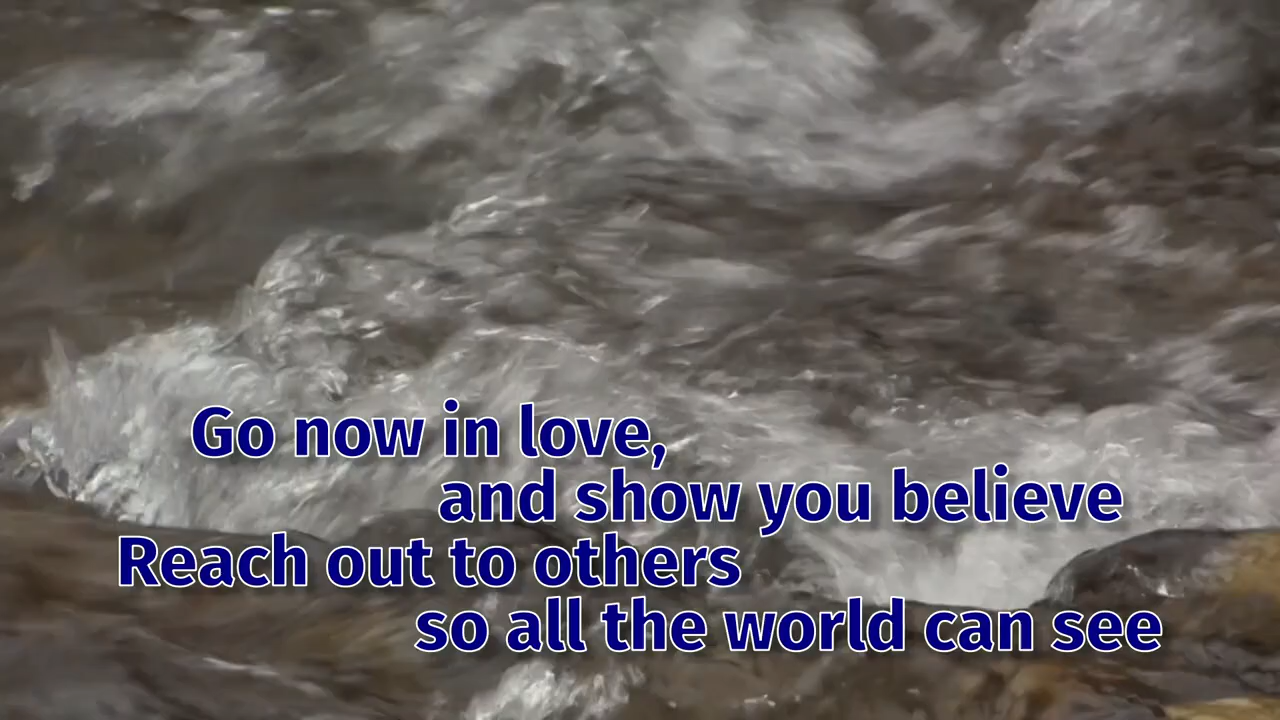 Go now in love,
and show you believe
Reach out to others
so all the world can see